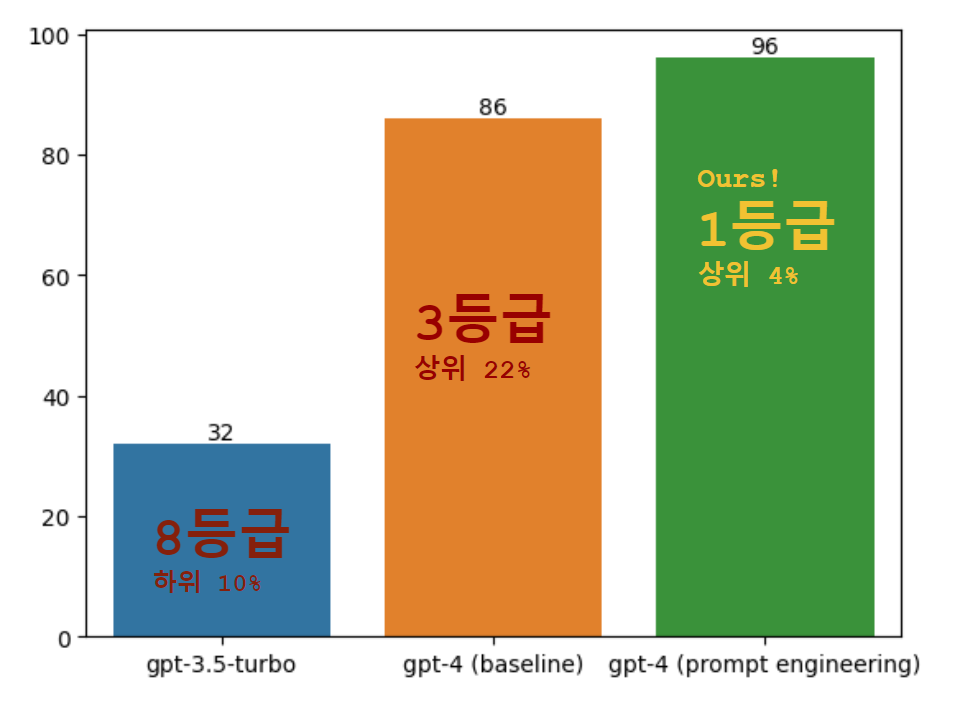 100
80
60
40
20
0
32
8등급
하위 10%
86
3등급
상위 22%
96
Ours!
1등급
상위 4%
gpt-3.5-turbo
gpt-4 (baseline)
gpt-4 (prompt engineering)